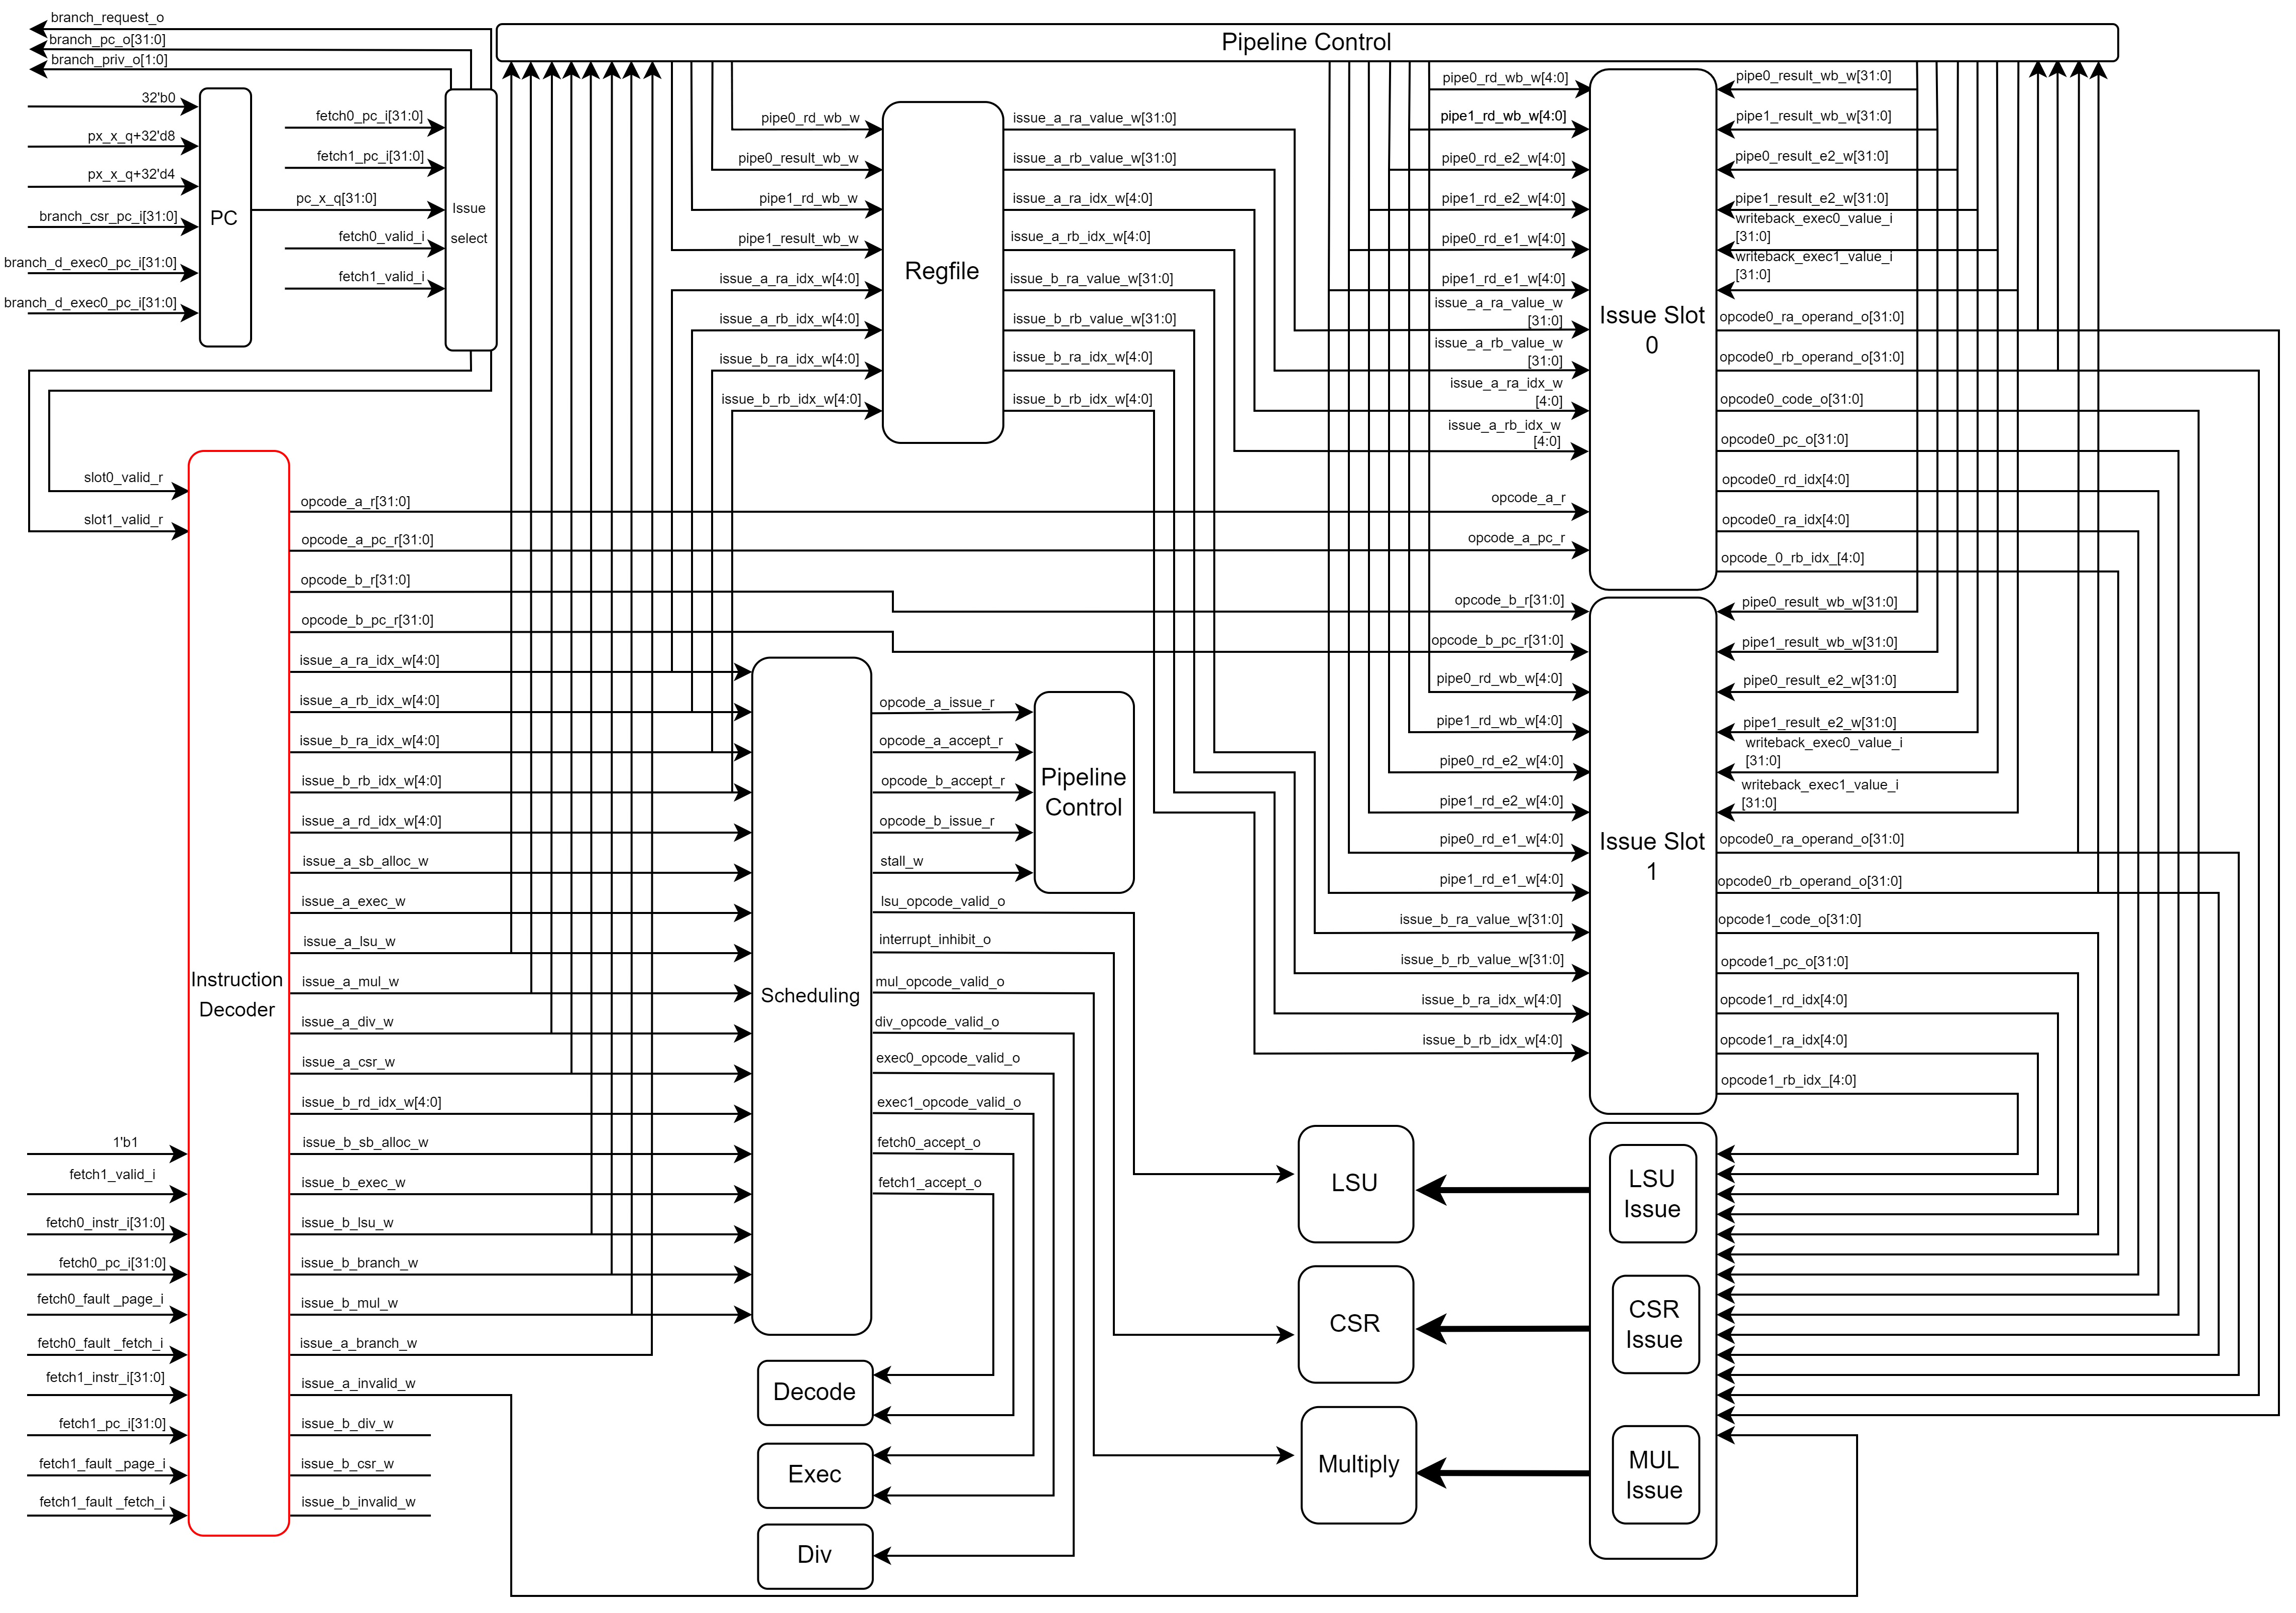 branch_request_o
branch_pc_o[31:0]
branch_priv_o[1:0]
Pipeline Control
32'b0
px_x_q+32'd8
px_x_q+32'd4
branch_csr_pc_i[31:0]
branch_d_exec0_pc_i[31:0]
branch_d_exec0_pc_i[31:0]
PC
fetch0_pc_i[31:0]
fetch1_pc_i[31:0]
pc_x_q[31:0]
fetch0_valid_i
fetch1_valid_i
Issue
select
pipe0_rd_wb_w
pipe0_result_wb_w
pipe1_rd_wb_w
pipe1_result_wb_w
issue_a_ra_idx_w[4:0]
issue_a_rb_idx_w[4:0]
issue_b_ra_idx_w[4:0]
issue_b_rb_idx_w[4:0]
Regfile
issue_a_ra_value_w[31:0]
issue_a_rb_value_w[31:0]
issue_a_ra_idx_w[4:0]
issue_a_rb_idx_w[4:0]
issue_b_ra_value_w[31:0]
issue_b_rb_value_w[31:0]
issue_b_ra_idx_w[4:0]
issue_b_rb_idx_w[4:0]
pipe0_rd_wb_w[4:0]
pipe1_rd_wb_w[4:0]
pipe0_rd_e2_w[4:0]
pipe1_rd_e2_w[4:0]
pipe0_rd_e1_w[4:0]
pipe1_rd_e1_w[4:0]
issue_a_ra_value_w
[31:0]
issue_a_rb_value_w
[31:0]
issue_a_ra_idx_w
[4:0]
issue_a_rb_idx_w
[4:0]
opcode_a_r
opcode_a_pc_r
Issue Slot
0
pipe0_result_wb_w[31:0]
pipe1_result_wb_w[31:0]
pipe0_result_e2_w[31:0]
pipe1_result_e2_w[31:0]
writeback_exec0_value_i
[31:0]
writeback_exec1_value_i
[31:0]
opcode0_ra_operand_o[31:0]
opcode0_rb_operand_o[31:0]
opcode0_code_o[31:0]
opcode0_pc_o[31:0]
opcode0_rd_idx[4:0]
opcode0_ra_idx[4:0]
opcode_0_rb_idx_[4:0]
slot0_valid_r
slot1_valid_r
1'b1
fetch1_valid_i
fetch0_instr_i[31:0]
fetch0_pc_i[31:0]
fetch0_fault _page_i
fetch0_fault _fetch_i
fetch1_instr_i[31:0]
fetch1_pc_i[31:0]
fetch1_fault _page_i
fetch1_fault _fetch_i
Instruction
Decoder
opcode_a_r[31:0]
opcode_a_pc_r[31:0]
opcode_b_r[31:0]
opcode_b_pc_r[31:0]
issue_a_ra_idx_w[4:0]
issue_a_rb_idx_w[4:0]
issue_b_ra_idx_w[4:0]
issue_b_rb_idx_w[4:0]
issue_a_rd_idx_w[4:0]
issue_a_sb_alloc_w
issue_a_exec_w
issue_a_lsu_w
issue_a_mul_w
issue_a_div_w
issue_a_csr_w
issue_b_rd_idx_w[4:0]
issue_b_sb_alloc_w
issue_b_exec_w
issue_b_lsu_w
issue_b_branch_w
issue_b_mul_w
issue_a_branch_w
issue_a_invalid_w
issue_b_div_w
issue_b_csr_w
issue_b_invalid_w
Scheduling
opcode_a_issue_r
opcode_a_accept_r
opcode_b_accept_r
opcode_b_issue_r
stall_w
lsu_opcode_valid_o
interrupt_inhibit_o
mul_opcode_valid_o
div_opcode_valid_o
exec0_opcode_valid_o
exec1_opcode_valid_o
fetch0_accept_o
fetch1_accept_o
Pipeline
Control
Decode
Exec
Div
opcode_b_r[31:0]
opcode_b_pc_r[31:0]
pipe0_rd_wb_w[4:0]
pipe1_rd_wb_w[4:0]
pipe0_rd_e2_w[4:0]
pipe1_rd_e2_w[4:0]
pipe0_rd_e1_w[4:0]
pipe1_rd_e1_w[4:0]
issue_b_ra_value_w[31:0]
issue_b_rb_value_w[31:0]
issue_b_ra_idx_w[4:0]
issue_b_rb_idx_w[4:0]
Issue Slot
1
pipe0_result_wb_w[31:0]
pipe1_result_wb_w[31:0]
pipe0_result_e2_w[31:0]
pipe1_result_e2_w[31:0]
writeback_exec0_value_i
[31:0]
writeback_exec1_value_i
[31:0]
opcode0_ra_operand_o[31:0]
opcode0_rb_operand_o[31:0]
opcode1_code_o[31:0]
opcode1_pc_o[31:0]
opcode1_rd_idx[4:0]
opcode1_ra_idx[4:0]
opcode1_rb_idx_[4:0]
LSU
CSR
Multiply
LSU
Issue
CSR
Issue
MUL
Issue